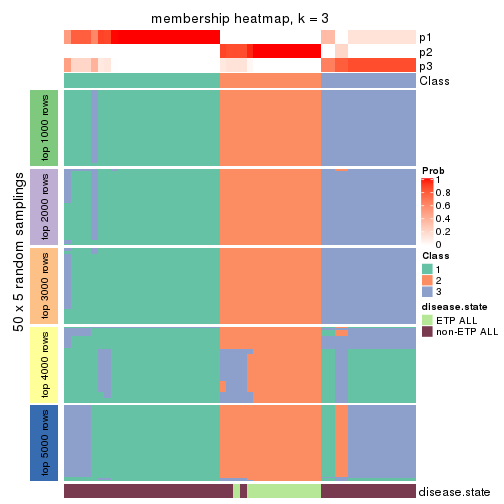 membership heatmap, k = 3
p1
p2
p3
Class
50 x 5 random samplings
top 1000 rows
top 2000 rows
top 3000 rows
top 4000 rows
top 5000 rows
Prob
1
0.8
0.6
0.4
0.2
0
Class
1
2
3
disease.state
ETP ALL
non-ETP ALL
disease.state